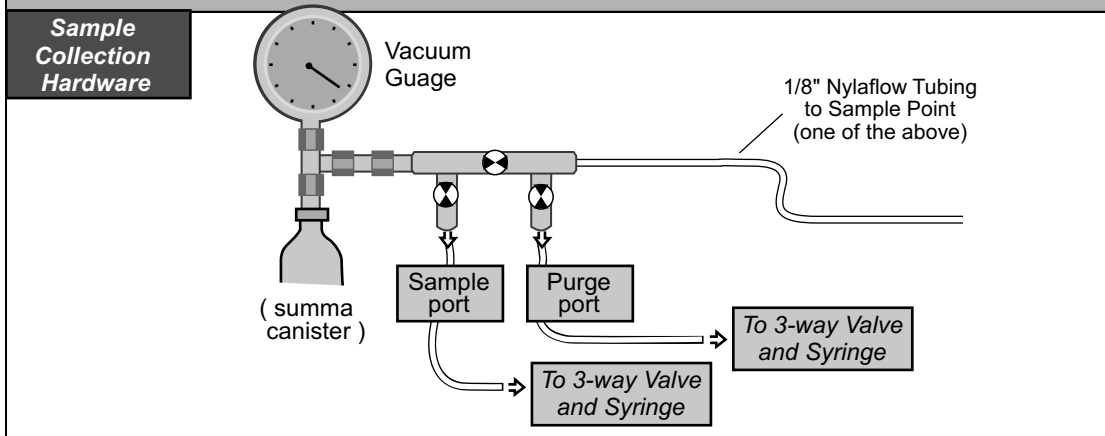 Sample
Collection
Hardware
Vacuum
Guage
1/8" Nylaflow Tubing
to Sample Point
(one of the above)
( summa
canister )
Sample
port
Purge
port
To 3-way Valve
and Syringe
To 3-way Valve
and Syringe